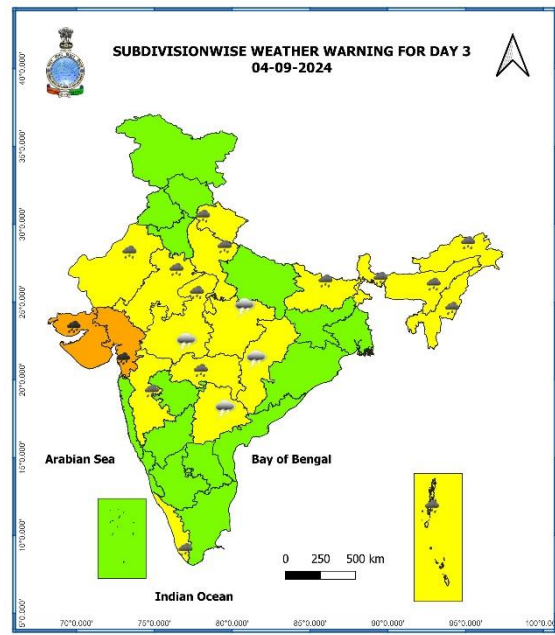 SUBDIVISIONWISE WEATHER WARNING FOR DAY 3
04-09-2024
40°0.000'
35°0.000'
30°0.000'
25°0.000'
20°0.000'
15°0.000'
10°0.000'
5°0.000'
Arabian Sea
Bay of Bengal
0 250 500 km
Indian Ocean
70°0.000' 75°0.000' 80°0.000' 85°0.000' 90°0.000' 95°0.000' 100°0.000'